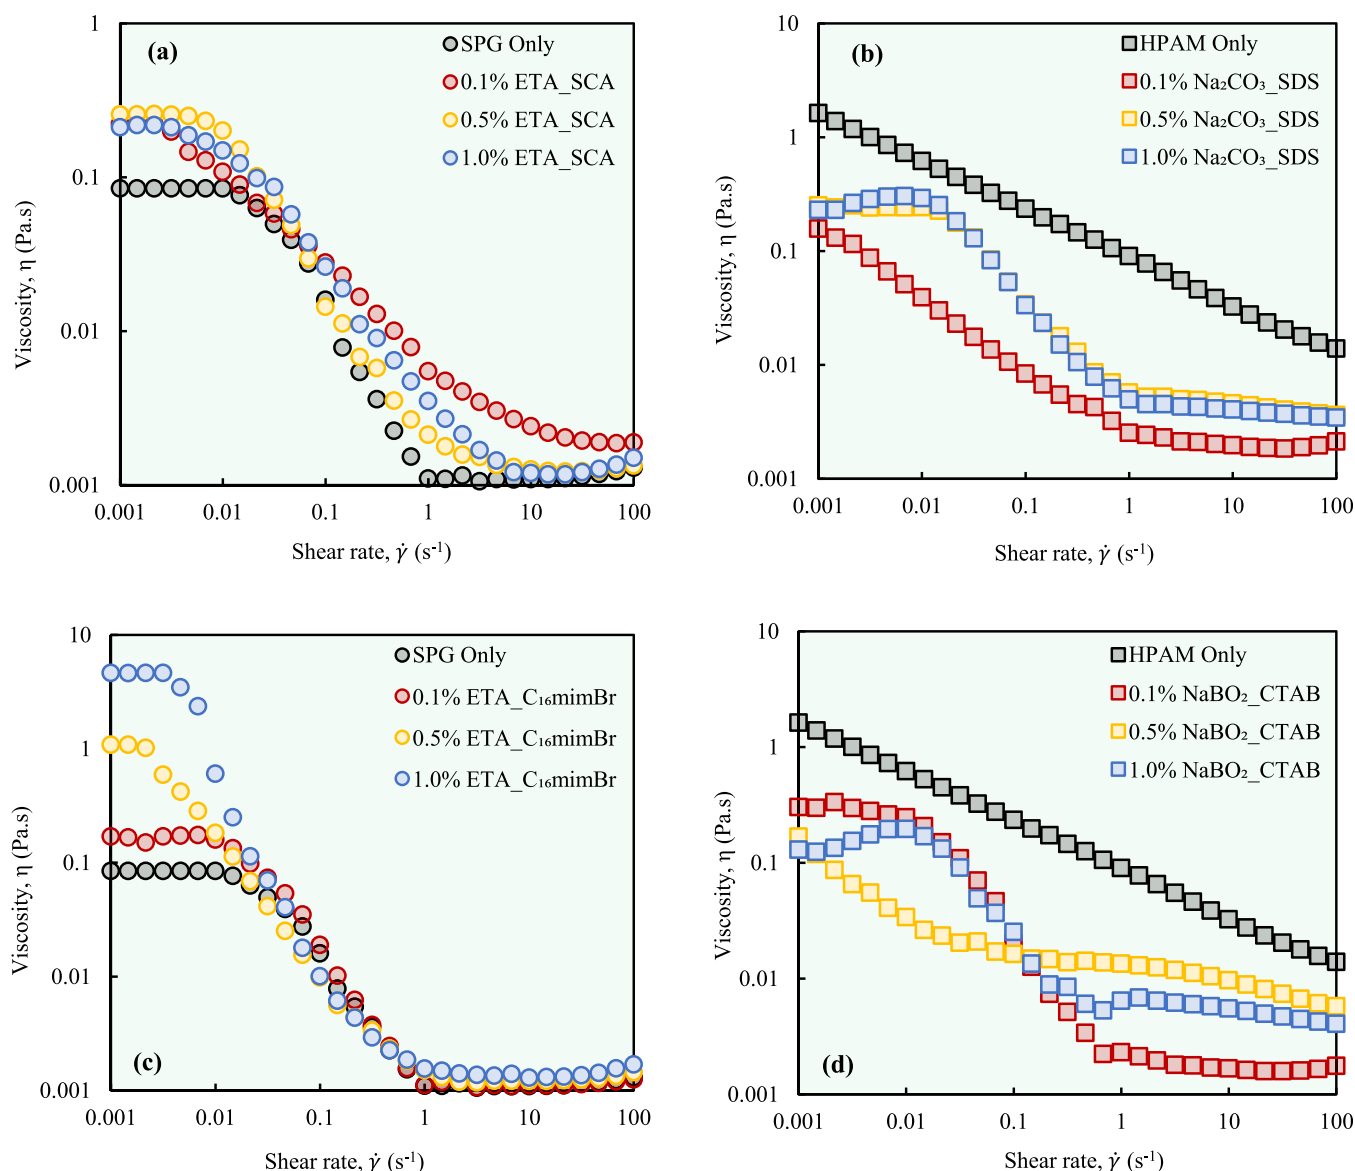 (a)
SPG Only
0.1% ETA_SCA
0.5% ETA_SCA
1.0% ETA_SCA
1
0.1
0.01
0.001
0.001 0.01 0.1 1 10 100
Viscosity, η (Pa.s)
Shear rate, γ̇ (s⁻¹)
(b)
HPAM Only
0.1% Na₂CO₃_SDS
0.5% Na₂CO₃_SDS
1.0% Na₂CO₃_SDS
10
1
0.1
0.01
0.001
0.001 0.01 0.1 1 10 100
Viscosity, η (Pa.s)
Shear rate, γ̇ (s⁻¹)
(c)
SPG Only
0.1% ETA_C₁₆mimBr
0.5% ETA_C₁₆mimBr
1.0% ETA_C₁₆mimBr
10
1
0.1
0.01
0.001
0.001 0.01 0.1 1 10 100
Viscosity, η (Pa.s)
Shear rate, γ̇ (s⁻¹)
(d)
HPAM Only
0.1% NaBO₂_CTAB
0.5% NaBO₂_CTAB
1.0% NaBO₂_CTAB
10
1
0.1
0.01
0.001
0.001 0.01 0.1 1 10 100
Viscosity, η (Pa.s)
Shear rate, γ̇ (s⁻¹)